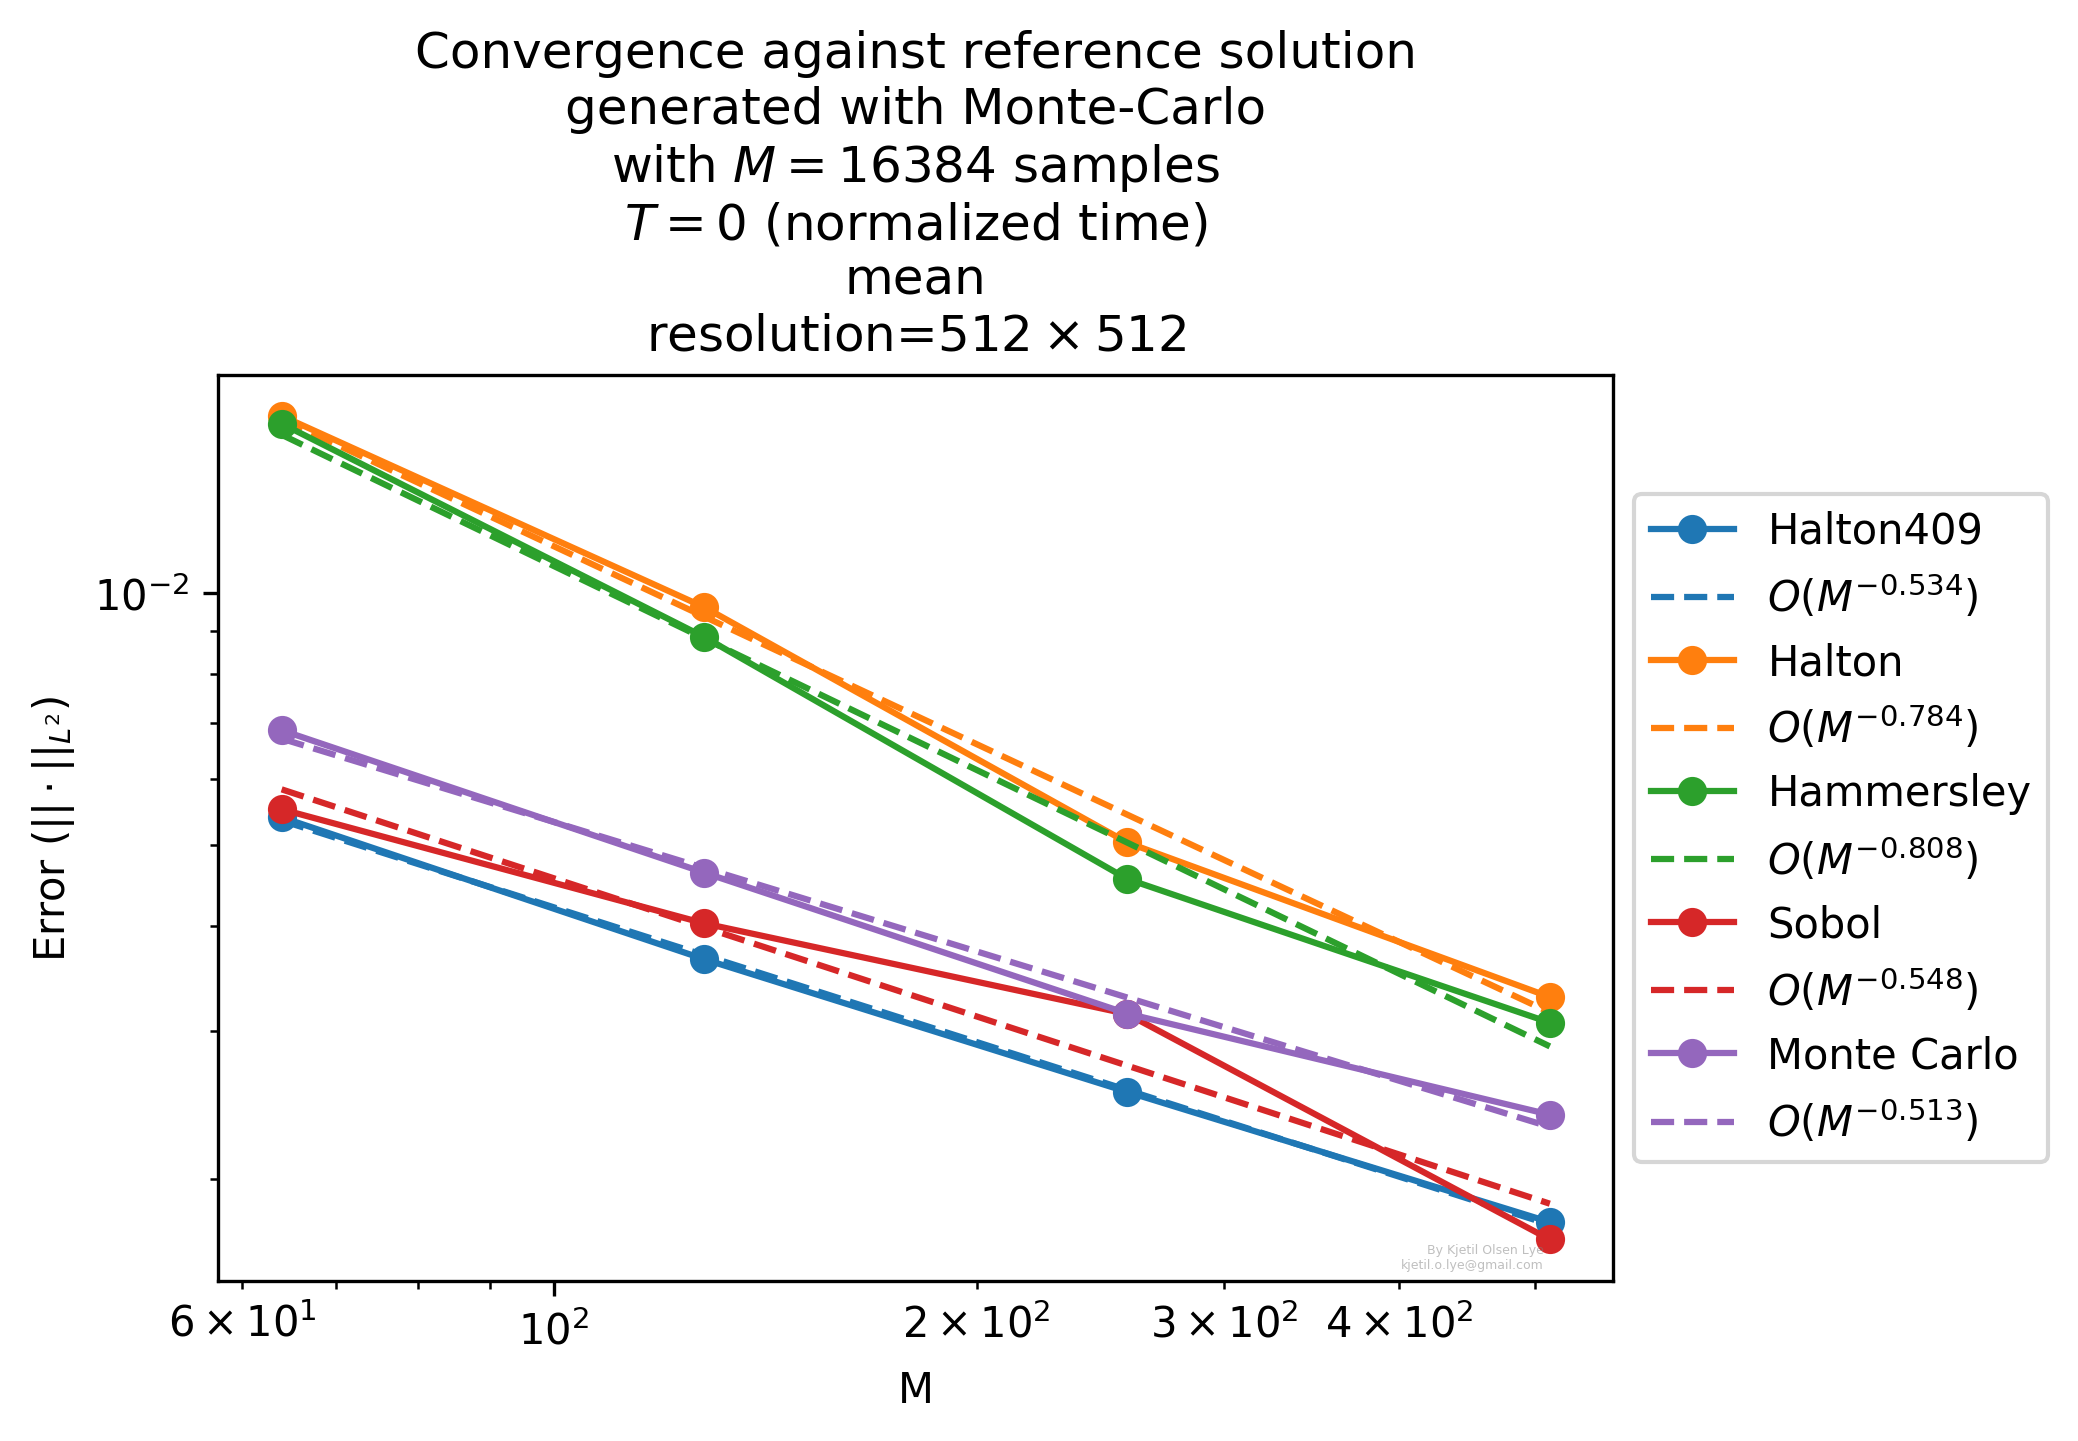 Convergence against reference solution
generated with Monte-Carlo
with M = 16384 samples
T = 0 (normalized time)
mean
resolution=512 × 512
Error (|| · ||_{L^2})
10^{-2}
6 × 10^1
10^2
2 × 10^2
3 × 10^2
4 × 10^2
M
Halton409
O(M^{-0.534})
Halton
O(M^{-0.784})
Hammersley
O(M^{-0.808})
Sobol
O(M^{-0.548})
Monte Carlo
O(M^{-0.513})
By Kjetil Olsen Lye
kjetil.o.lye@gmail.com